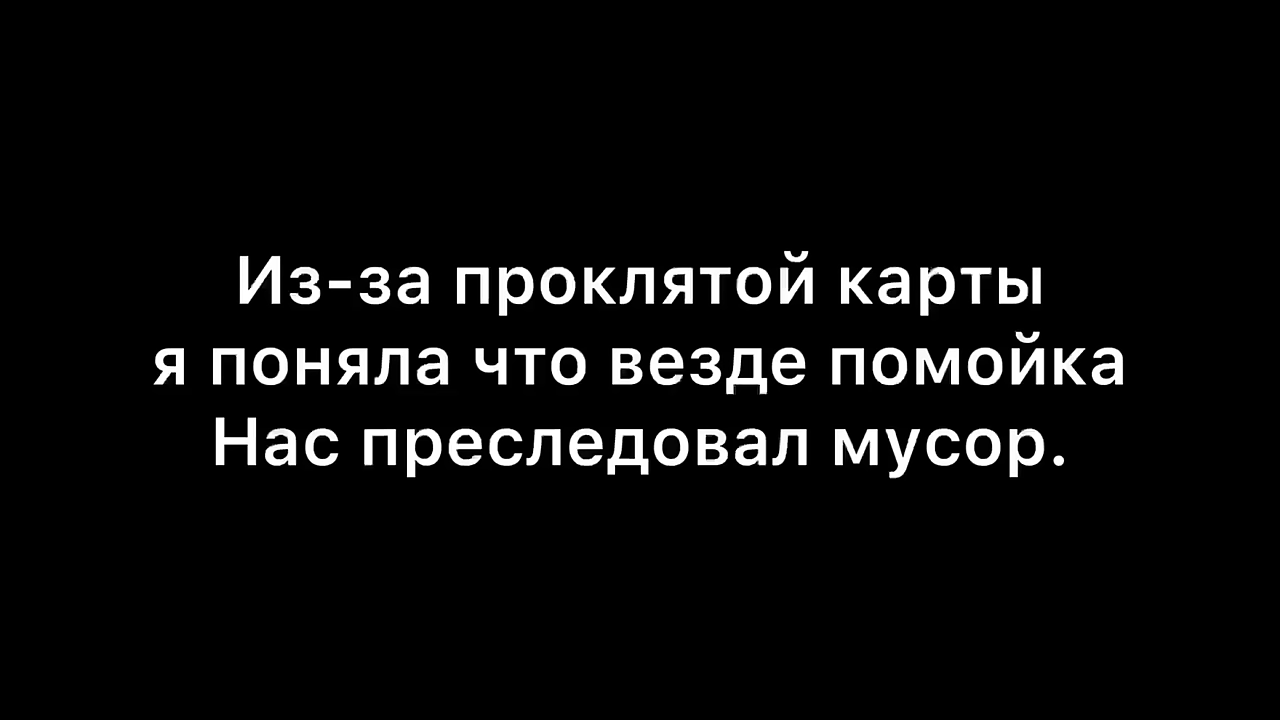 Из-за проклятой карты
я поняла что везде помойка
Нас преследовал мусор.